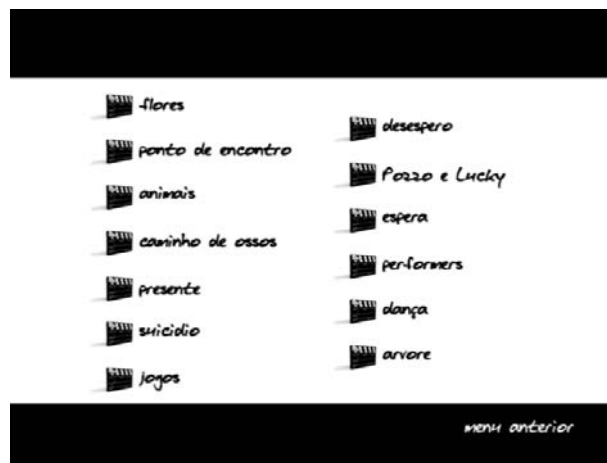 flores
ponto de encontro
animais
caminho de ossos
presente
suicidio
jogos
desespero
Pozzo e Lucky
espera
performers
dança
arvore
menu anterior